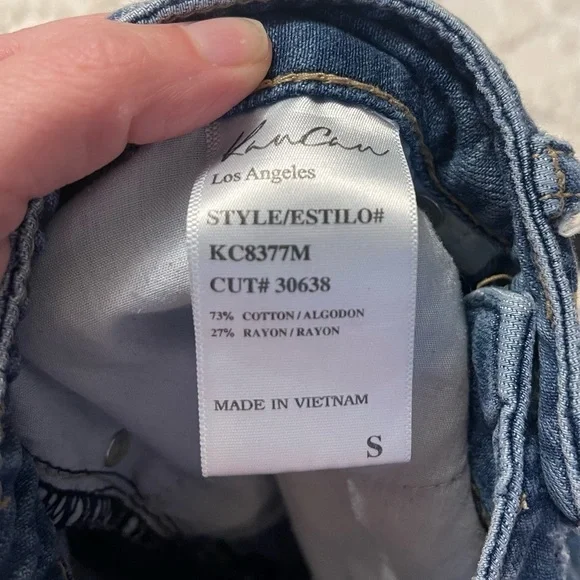 KanCan
Los Angeles
STYLE/ESTILO#
KC8377M
CUT# 30638
73% COTTON/ALGODON
27% RAYON/RAYON
MADE IN VIETNAM
S